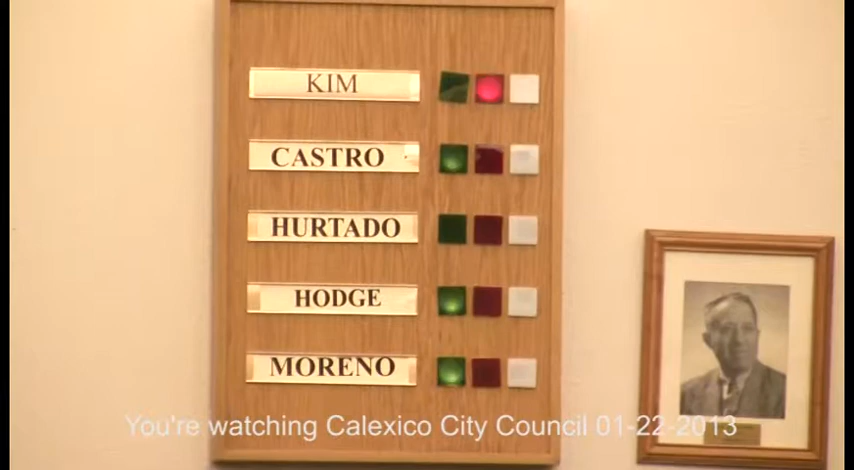 KIM
CASTRO
HURTADO
HODGE
MORENO
You're watching Calexico City Council 01-22-2013